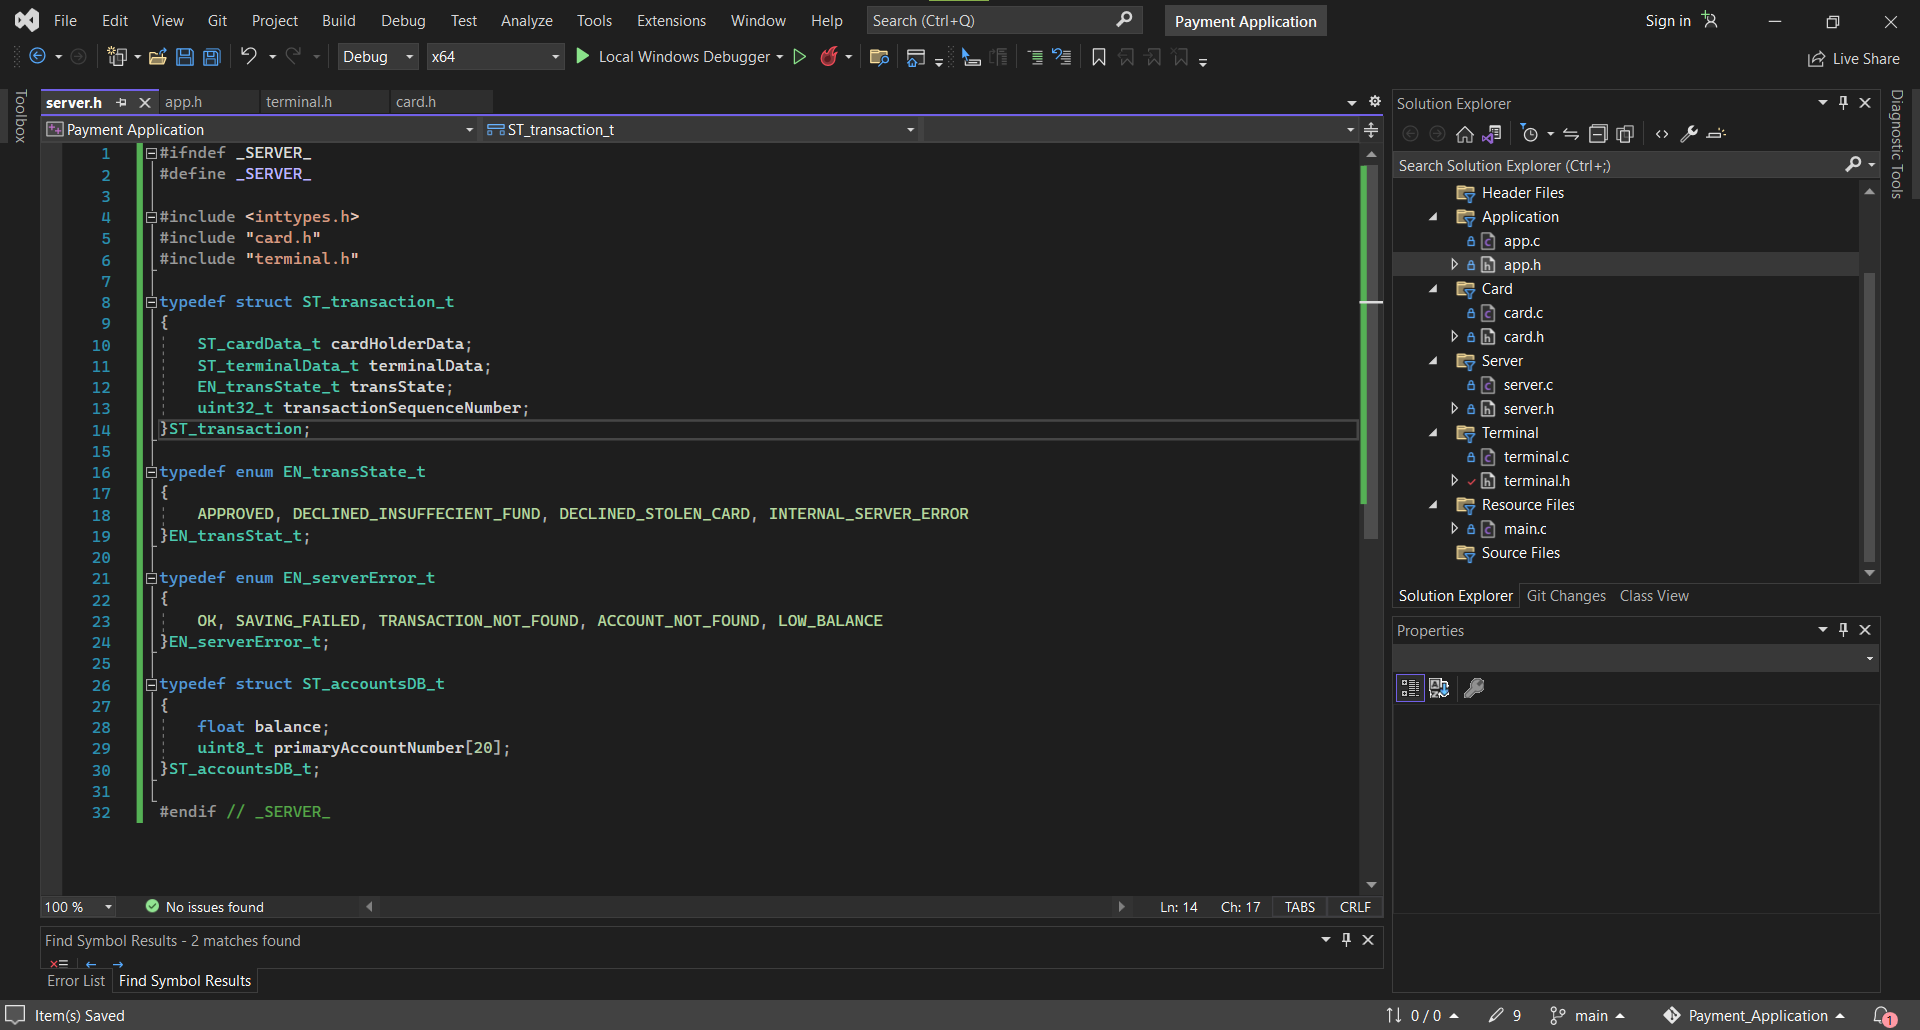 File Edit View Git Project Build Debug Test Analyze Tools Extensions Window Help Search (Ctrl+Q) Payment Application Sign in
Debug x64 Local Windows Debugger Live Share
Toolbox
server.h app.h terminal.h card.h
Payment Application ST_transaction_t
1 #ifndef _SERVER_
2 #define _SERVER_
3
4 #include <inttypes.h>
5 #include "card.h"
6 #include "terminal.h"
7
8 typedef struct ST_transaction_t
9 {
10 ST_cardData_t cardHolderData;
11 ST_terminalData_t terminalData;
12 EN_transState_t transState;
13 uint32_t transactionSequenceNumber;
14 }ST_transaction;
15
16 typedef enum EN_transState_t
17 {
18 APPROVED, DECLINED_INSUFFECIENT_FUND, DECLINED_STOLEN_CARD, INTERNAL_SERVER_ERROR
19 }EN_transStat_t;
20
21 typedef enum EN_serverError_t
22 {
23 OK, SAVING_FAILED, TRANSACTION_NOT_FOUND, ACCOUNT_NOT_FOUND, LOW_BALANCE
24 }EN_serverError_t;
25
26 typedef struct ST_accountsDB_t
27 {
28 float balance;
29 uint8_t primaryAccountNumber[20];
30 }ST_accountsDB_t;
31
32 #endif // _SERVER_
100 % No issues found Ln: 14 Ch: 17 TABS CRLF
Find Symbol Results - 2 matches found
Error List Find Symbol Results
Solution Explorer
Search Solution Explorer (Ctrl+;)
Header Files
Application
app.c
app.h
Card
card.c
card.h
Server
server.c
server.h
Terminal
terminal.c
terminal.h
Resource Files
main.c
Source Files
Solution Explorer Git Changes Class View
Properties
Diagnostic Tools
Item(s) Saved 0 / 0 9 main Payment_Application 1